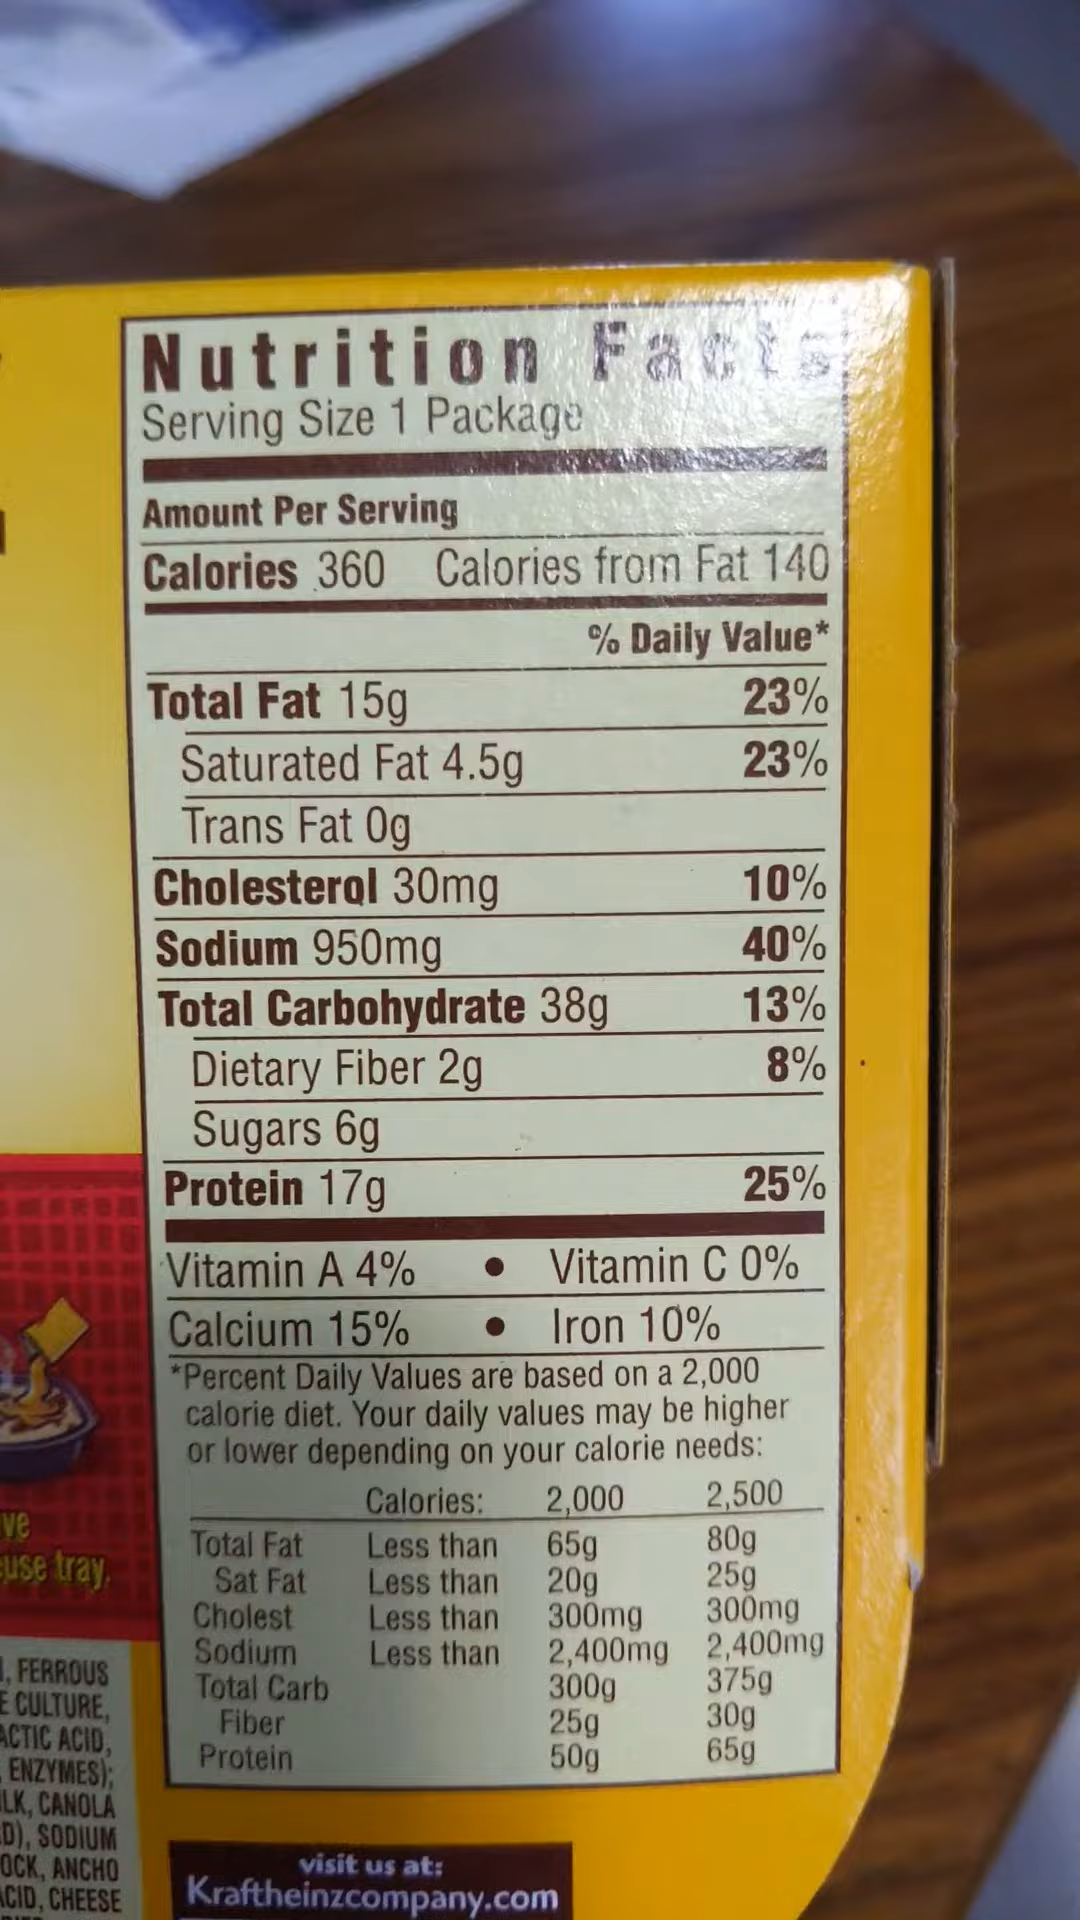 Nutrition Facts
Serving Size 1 Package
Amount Per Serving
Calories 360 Calories from Fat 140
% Daily Value*
Total Fat 15g 23%
Saturated Fat 4.5g 23%
Trans Fat 0g
Cholesterol 30mg 10%
Sodium 950mg 40%
Total Carbohydrate 38g 13%
Dietary Fiber 2g 8%
Sugars 6g
Protein 17g 25%
Vitamin A 4% • Vitamin C 0%
Calcium 15% • Iron 10%
*Percent Daily Values are based on a 2,000
calorie diet. Your daily values may be higher
or lower depending on your calorie needs:
Calories: 2,000 2,500
Total Fat Less than 65g 80g
Sat Fat Less than 20g 25g
Cholest Less than 300mg 300mg
Sodium Less than 2,400mg 2,400mg
Total Carb 300g 375g
Fiber 25g 30g
Protein 50g 65g
tray.
, FERROUS
CULTURE,
ACID,
ENZYMES);
, CANOLA
, SODIUM
, ANCHO
, CHEESE
visit us at:
Kraftheinzcompany.com